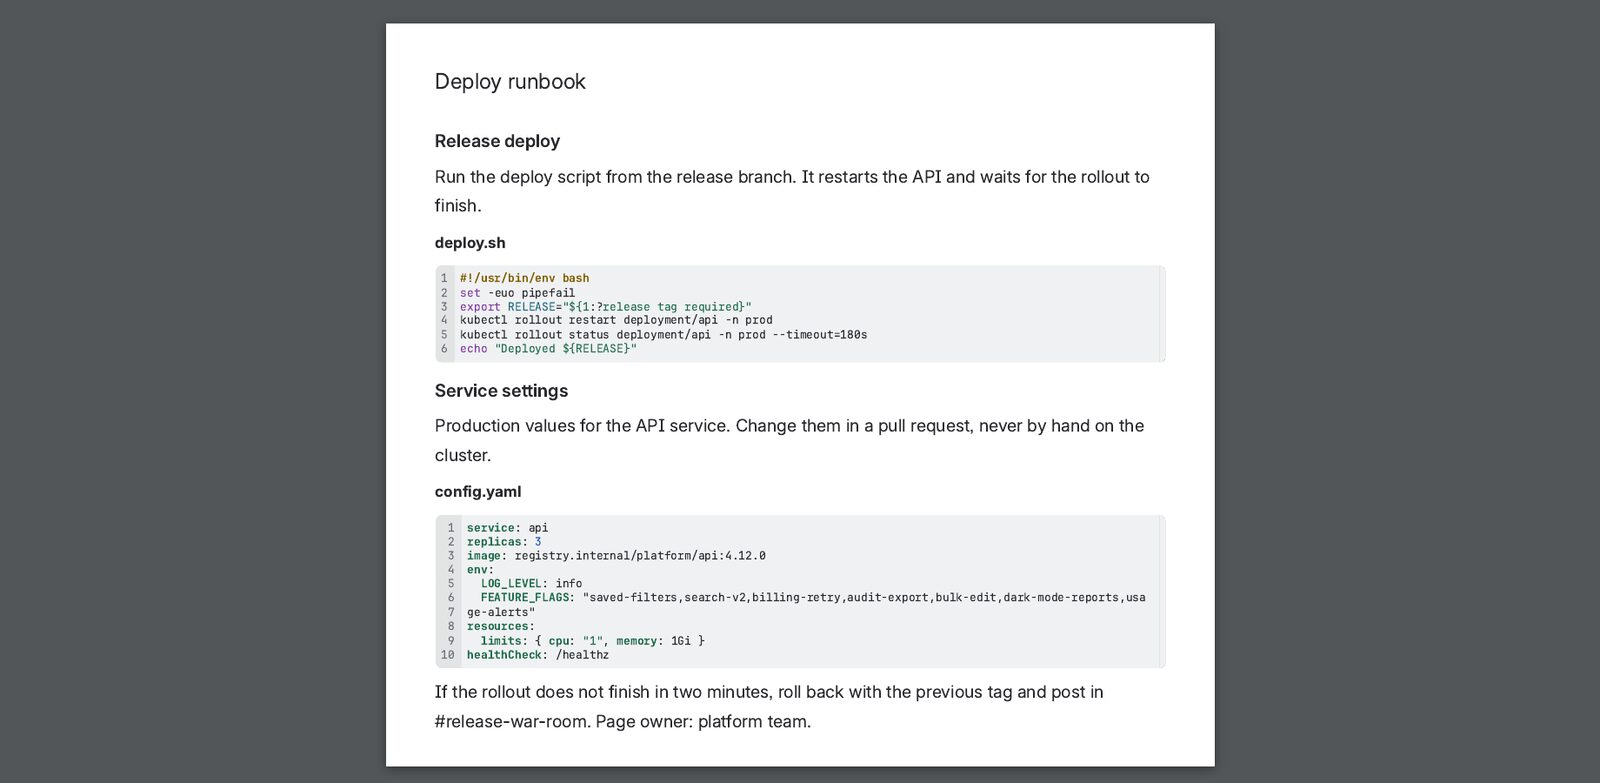 Deploy runbook
Release deploy
Run the deploy script from the release branch. It restarts the API and waits for the rollout to
finish.
deploy.sh
1 #!/usr/bin/env bash
2 set -euo pipefail
3 export RELEASE="${1:?release tag required}"
4 kubectl rollout restart deployment/api -n prod
5 kubectl rollout status deployment/api -n prod --timeout=180s
6 echo "Deployed ${RELEASE}"
Service settings
Production values for the API service. Change them in a pull request, never by hand on the
cluster.
config.yaml
1 service: api
2 replicas: 3
3 image: registry.internal/platform/api:4.12.0
4 env:
5   LOG_LEVEL: info
6   FEATURE_FLAGS: "saved-filters,search-v2,billing-retry,audit-export,bulk-edit,dark-mode-reports,usa
7 ge-alerts"
8 resources:
9   limits: { cpu: "1", memory: 1Gi }
10 healthCheck: /healthz
If the rollout does not finish in two minutes, roll back with the previous tag and post in
#release-war-room. Page owner: platform team.